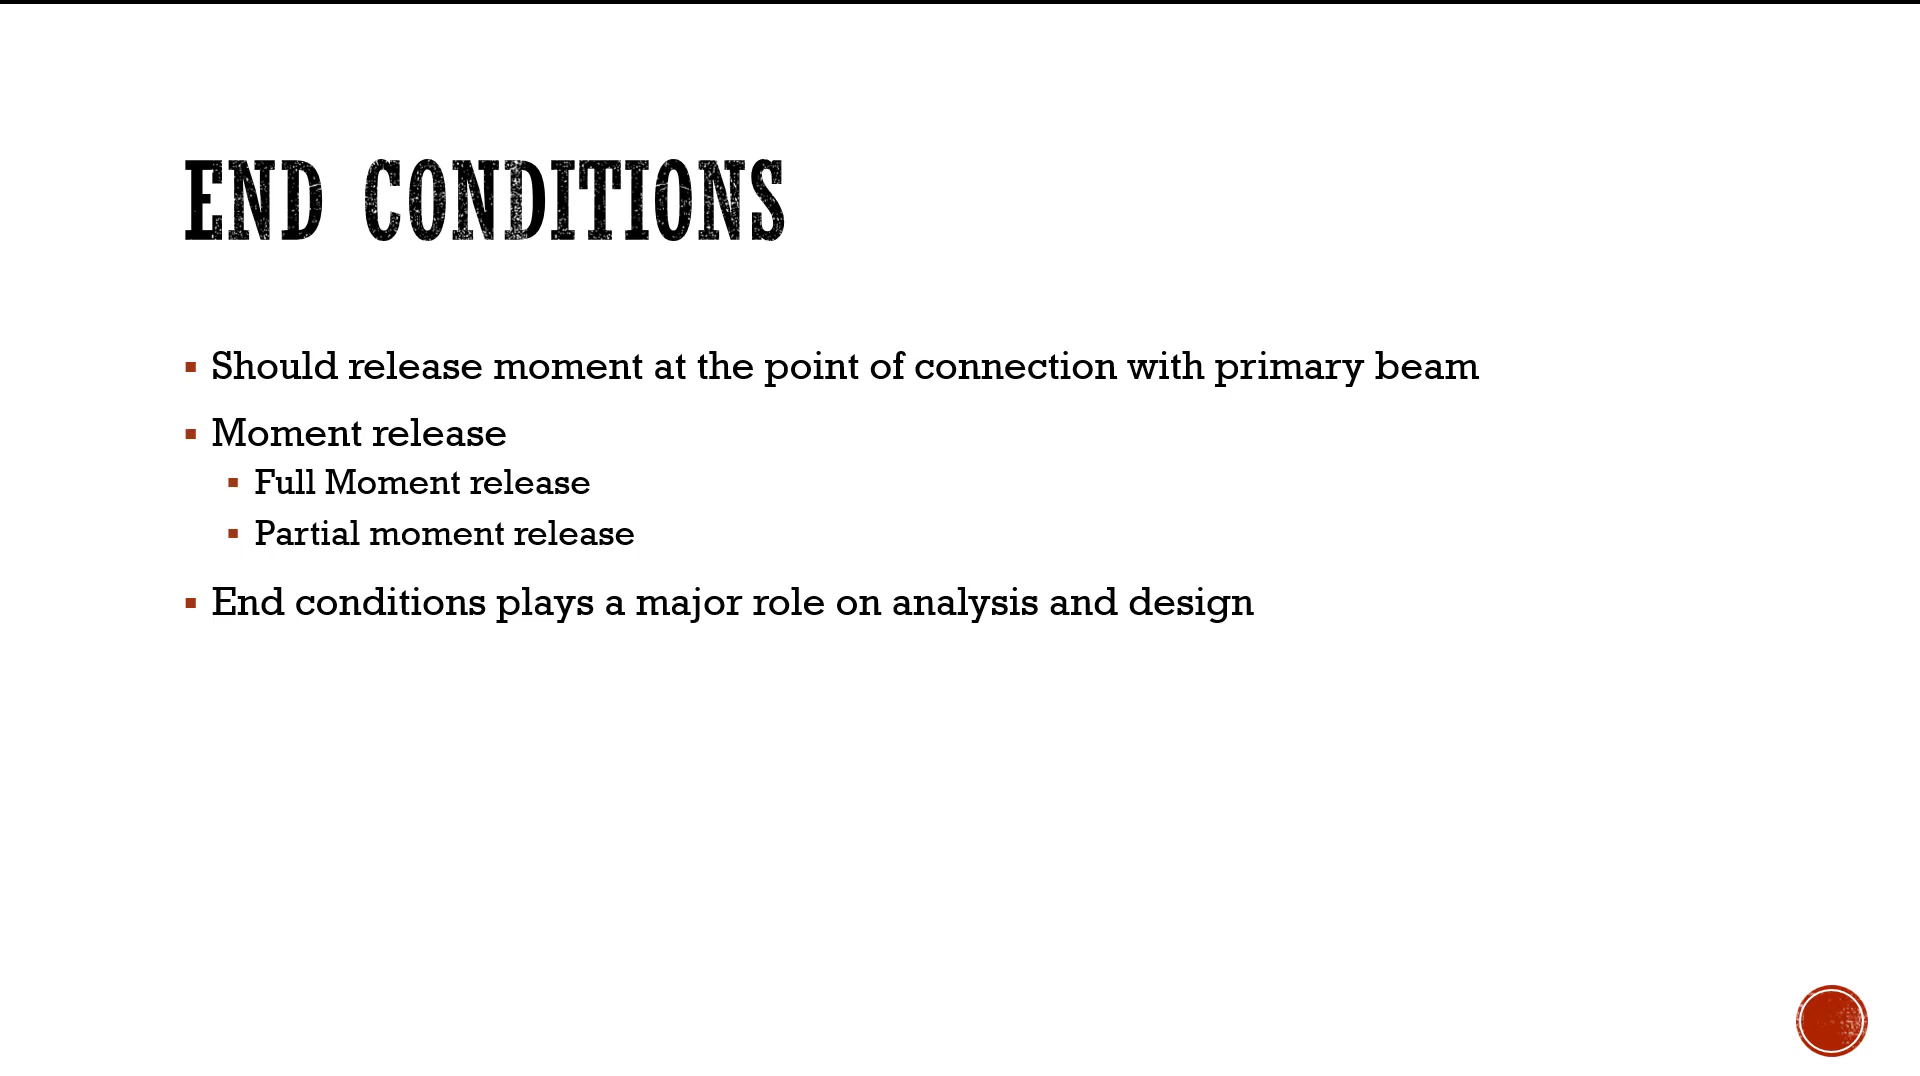 END CONDITIONS
Should release moment at the point of connection with primary beam
Moment release
Full Moment release
Partial moment release
End conditions plays a major role on analysis and design